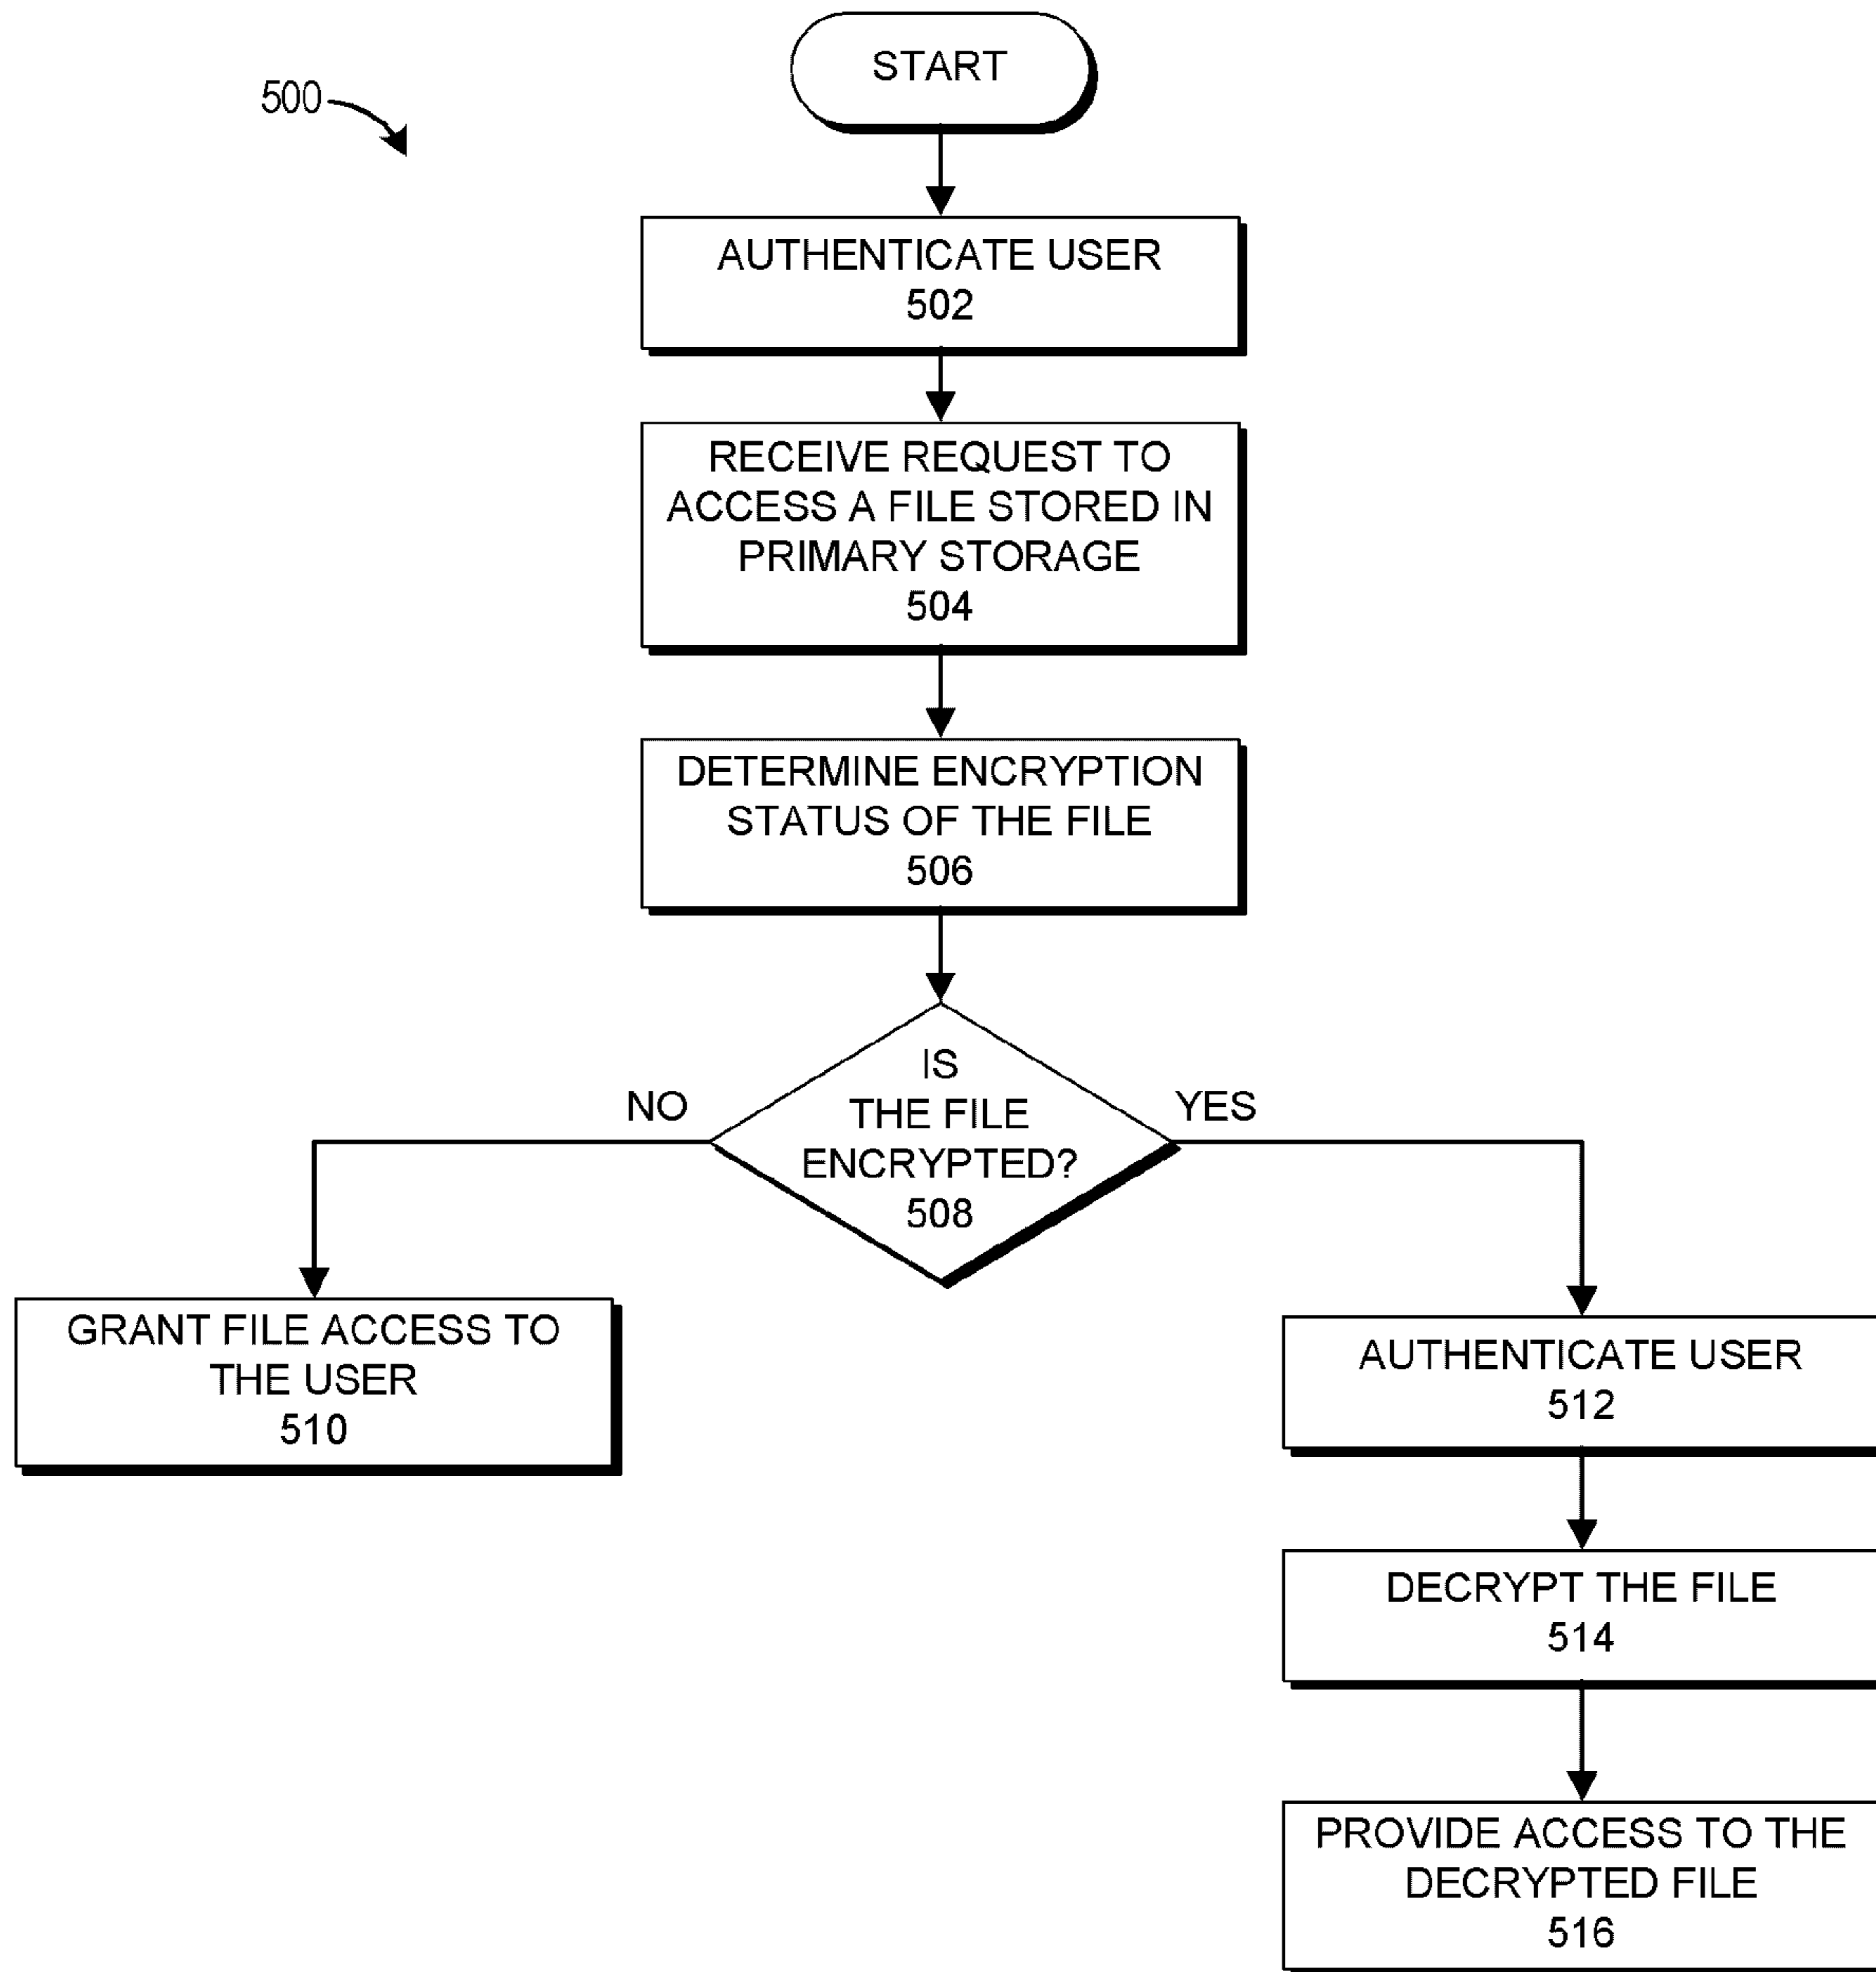 500
START
AUTHENTICATE USER
502
RECEIVE REQUEST TO
ACCESS A FILE STORED IN
PRIMARY STORAGE
504
DETERMINE ENCRYPTION
STATUS OF THE FILE
506
IS
THE FILE
ENCRYPTED?
508
NO
YES
GRANT FILE ACCESS TO
THE USER
510
AUTHENTICATE USER
512
DECRYPT THE FILE
514
PROVIDE ACCESS TO THE
DECRYPTED FILE
516